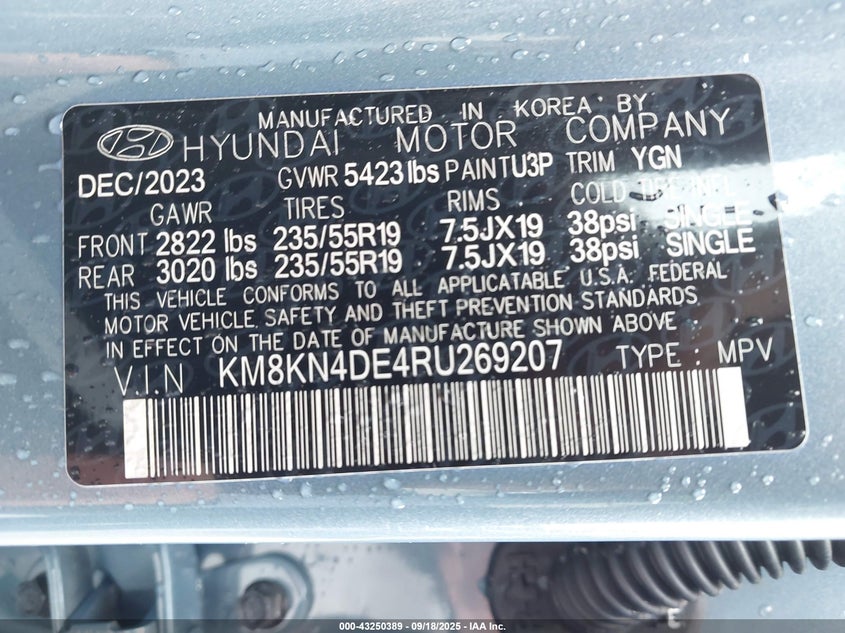 MANUFACTURED IN KOREA BY
HYUNDAI MOTOR COMPANY
DEC/2023 GVWR 5423 lbs PAINT U3P TRIM YGN
GAWR TIRES RIMS COLD TIRE INFL
FRONT 2822 lbs 235/55R19 7.5JX19 38psi SINGLE
REAR 3020 lbs 235/55R19 7.5JX19 38psi SINGLE
THIS VEHICLE CONFORMS TO ALL APPLICATABLE U.S.A. FEDERAL
MOTOR VEHICLE SAFETY AND THEFT PREVENTION STANDARDS
IN EFFECT ON THE DATE OF MANUFACTURE SHOWN ABOVE
V.I.N KM8KN4DE4RU269207 TYPE : MPV
E
000-43250389 - 09/18/2025 - IAA Inc.